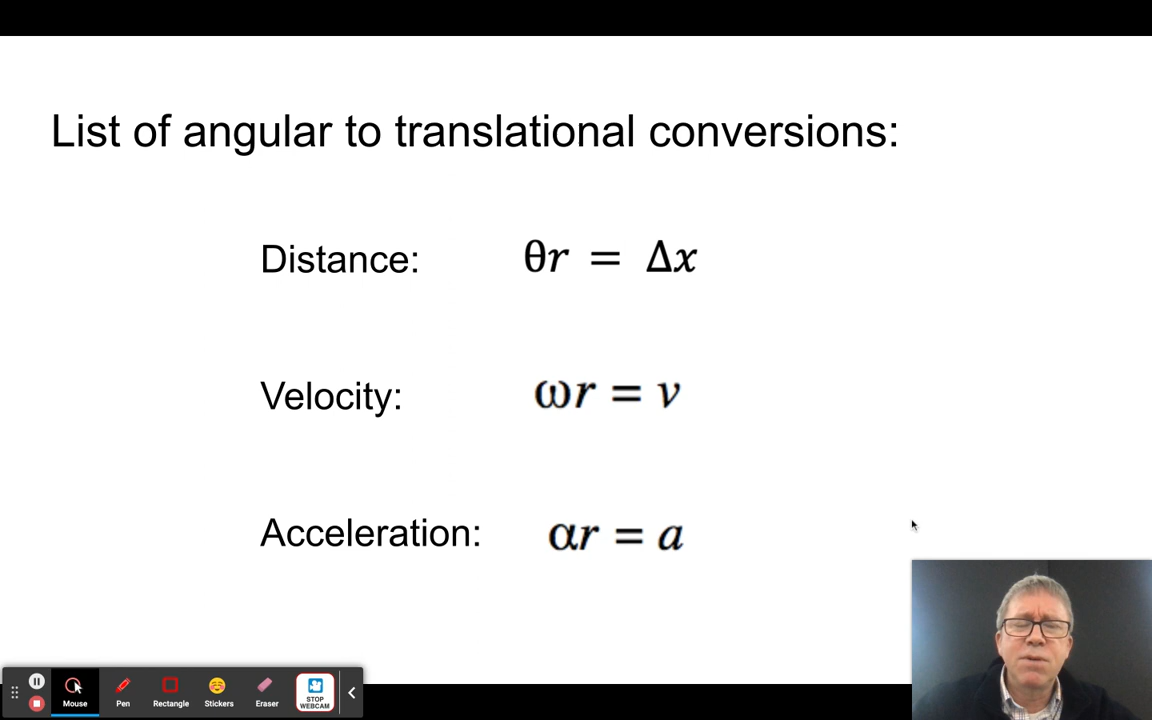 List of angular to translational conversions:
Distance: θr = Δx
Velocity: ωr = v
Acceleration: αr = a
Mouse Pen Rectangle Stickers Eraser STOP WEBCAM